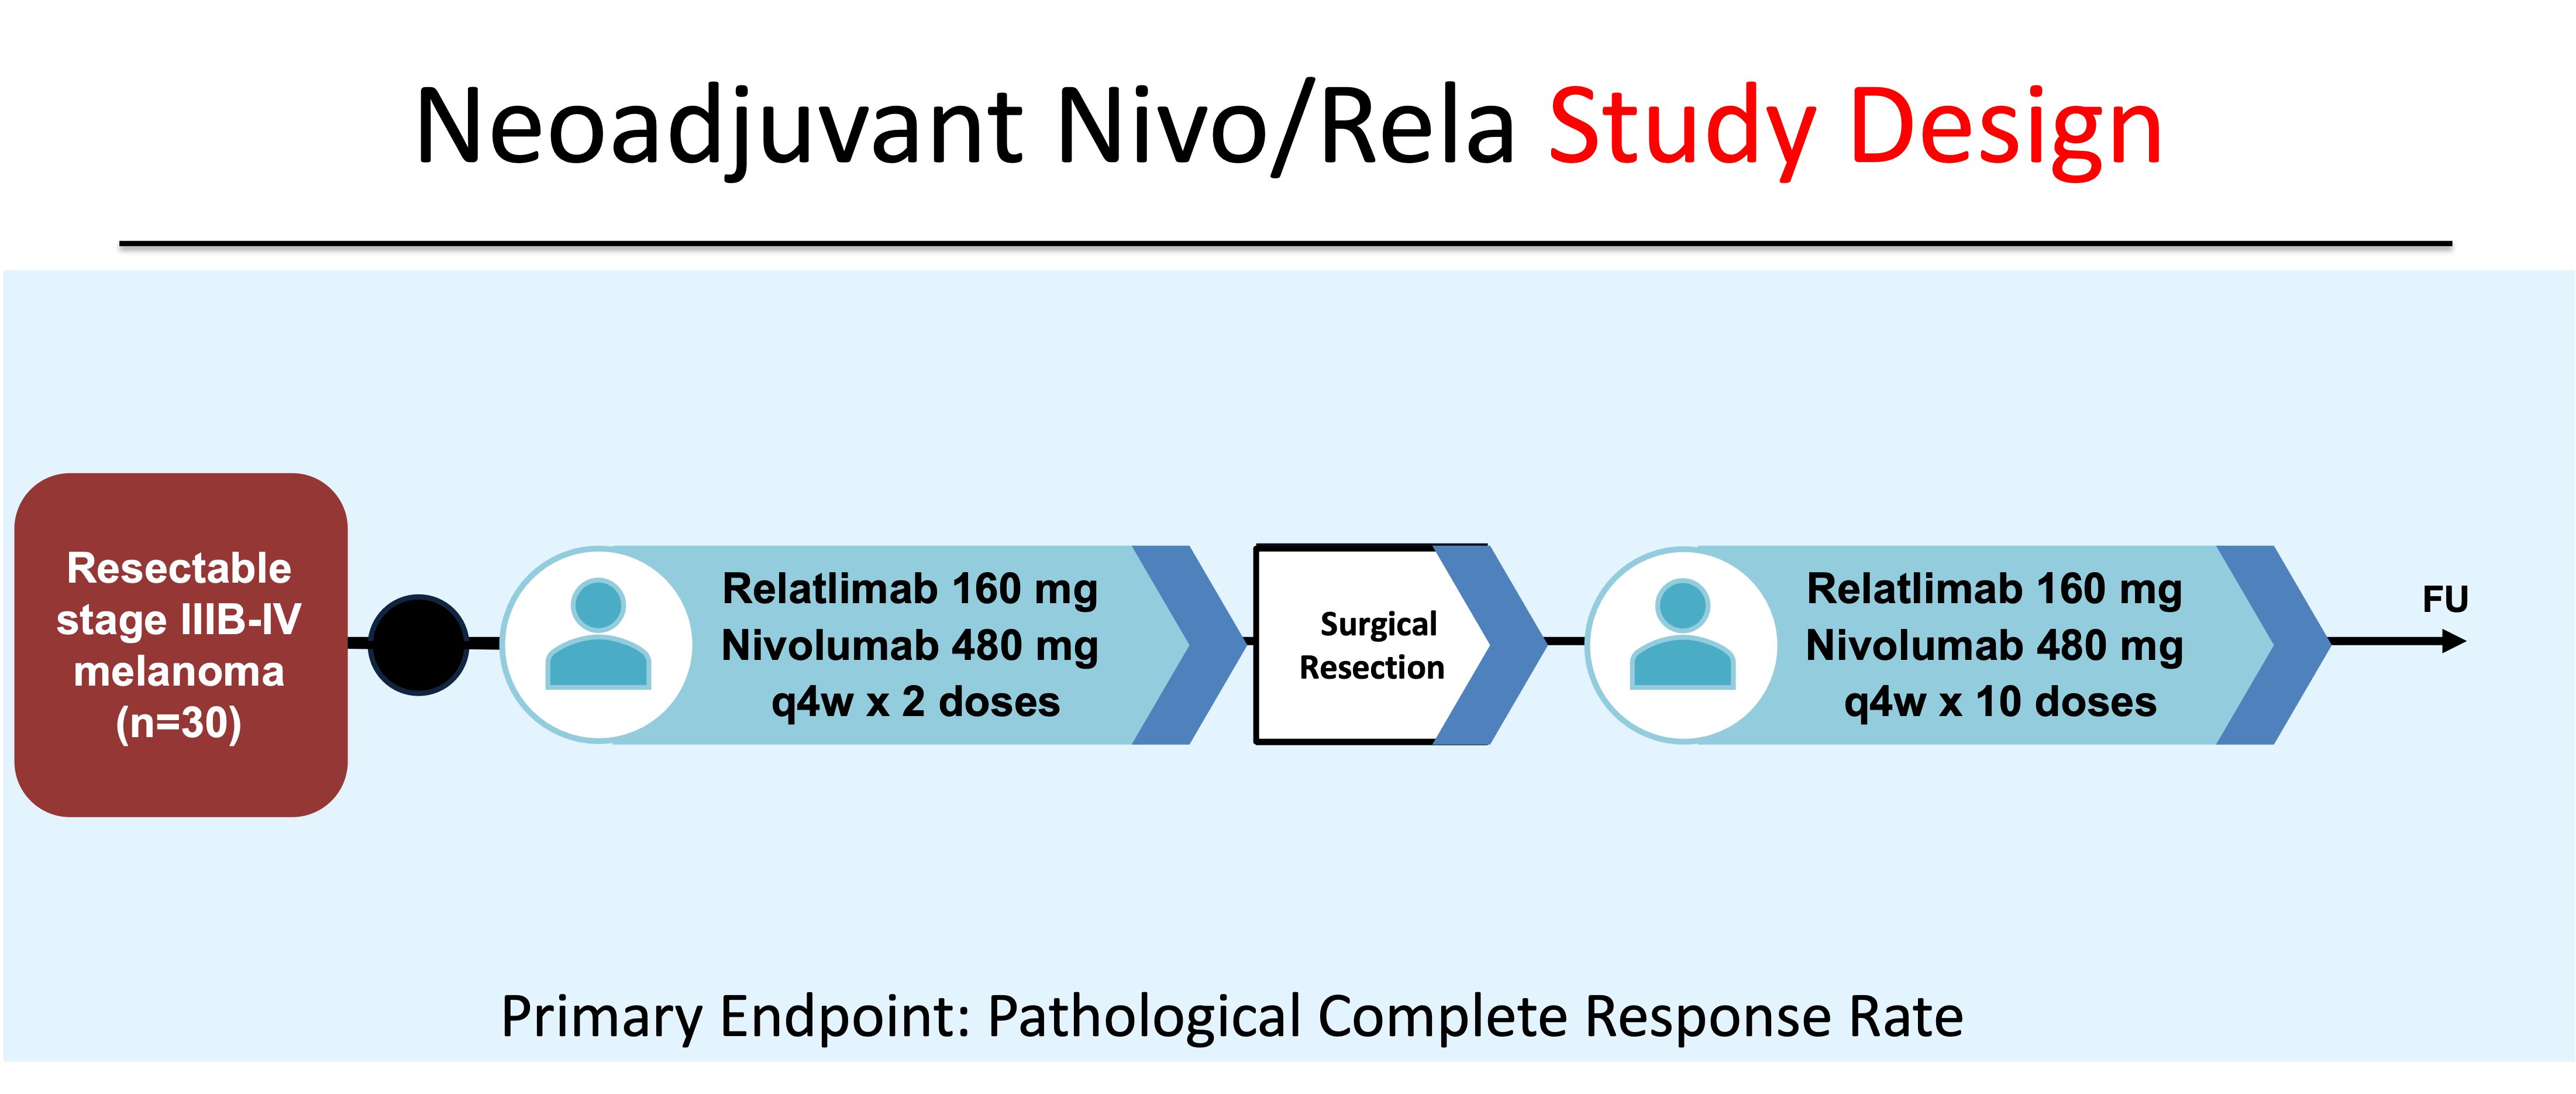 Neoadjuvant Nivo/Rela Study Design
Resectable
stage IIIB-IV
melanoma
(n=30)
Relatlimab 160 mg
Nivolumab 480 mg
q4w x 2 doses
Surgical
Resection
Relatlimab 160 mg
Nivolumab 480 mg
q4w x 10 doses
FU
Primary Endpoint: Pathological Complete Response Rate